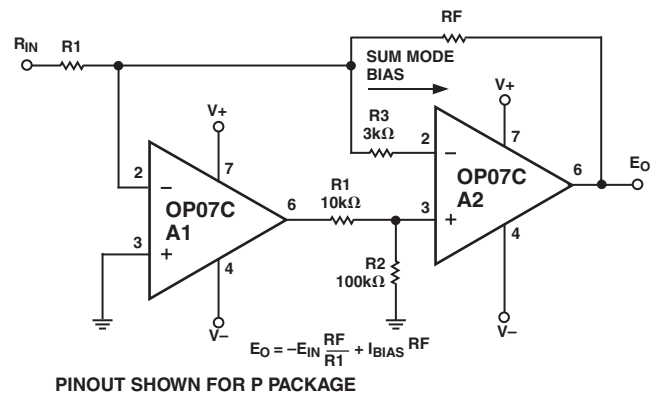 RF
RIN
R1
SUM MODE
BIAS
V+
V+
R3
3kΩ
2
−
7
7
2
−
6
EO
OP07C
A1
6
R1
10kΩ
OP07C
A2
3
+
3
+
4
R2
100kΩ
4
V−
V−
EO = −EIN RF/R1 + IBIAS RF
PINOUT SHOWN FOR P PACKAGE